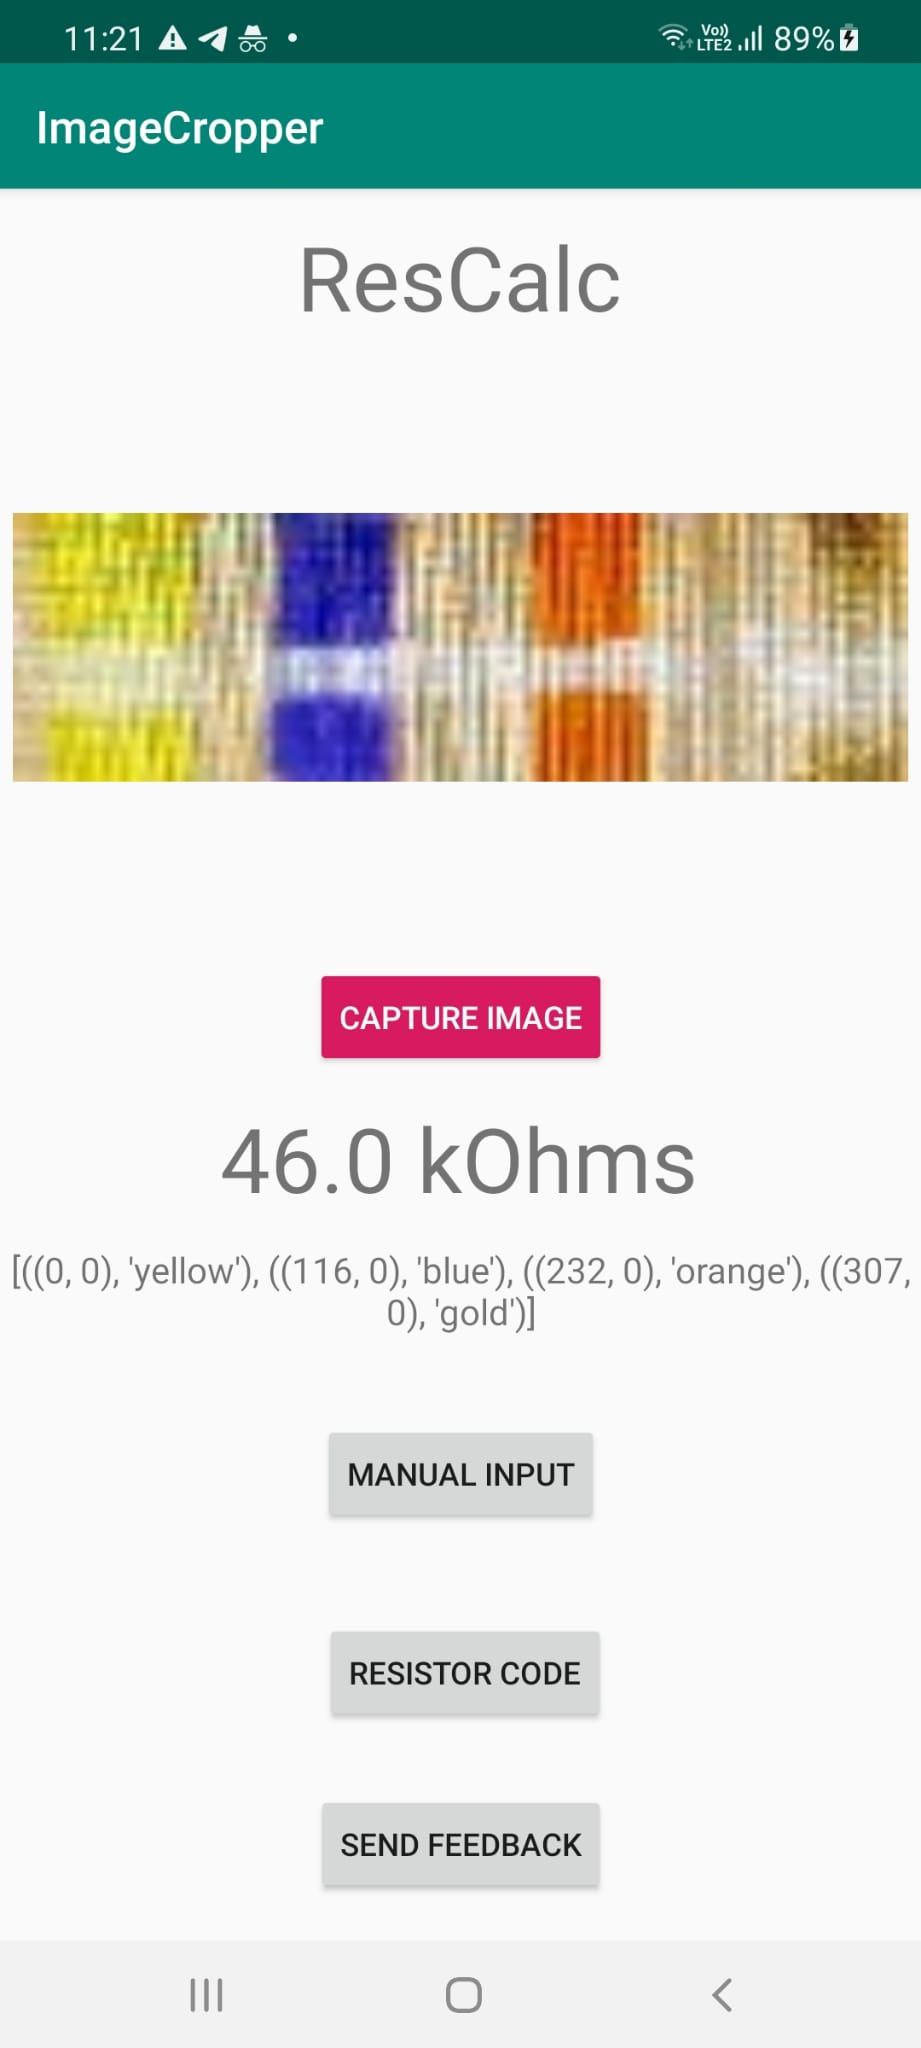 11:21 Vo)) LTE2 89%
ImageCropper
ResCalc
CAPTURE IMAGE
46.0 kOhms
[((0, 0), 'yellow'), ((116, 0), 'blue'), ((232, 0), 'orange'), ((307,
0), 'gold')]
MANUAL INPUT
RESISTOR CODE
SEND FEEDBACK